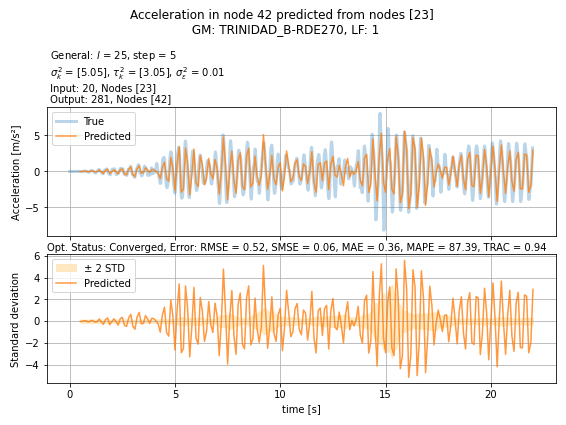 Acceleration in node 42 predicted from nodes [23]
GM: TRINIDAD_B-RDE270, LF: 1
General: l = 25, step = 5
σ²ₖ = [5.05], τ²ₖ = [3.05], σ²ε = 0.01
Input: 20, Nodes [23]
Output: 281, Nodes [42]
True
Predicted
Acceleration [m/s²]
5
0
−5
Opt. Status: Converged, Error: RMSE = 0.52, SMSE = 0.06, MAE = 0.36, MAPE = 87.39, TRAC = 0.94
± 2 STD
Predicted
Standard deviation
6
4
2
0
−2
−4
0 5 10 15 20
time [s]